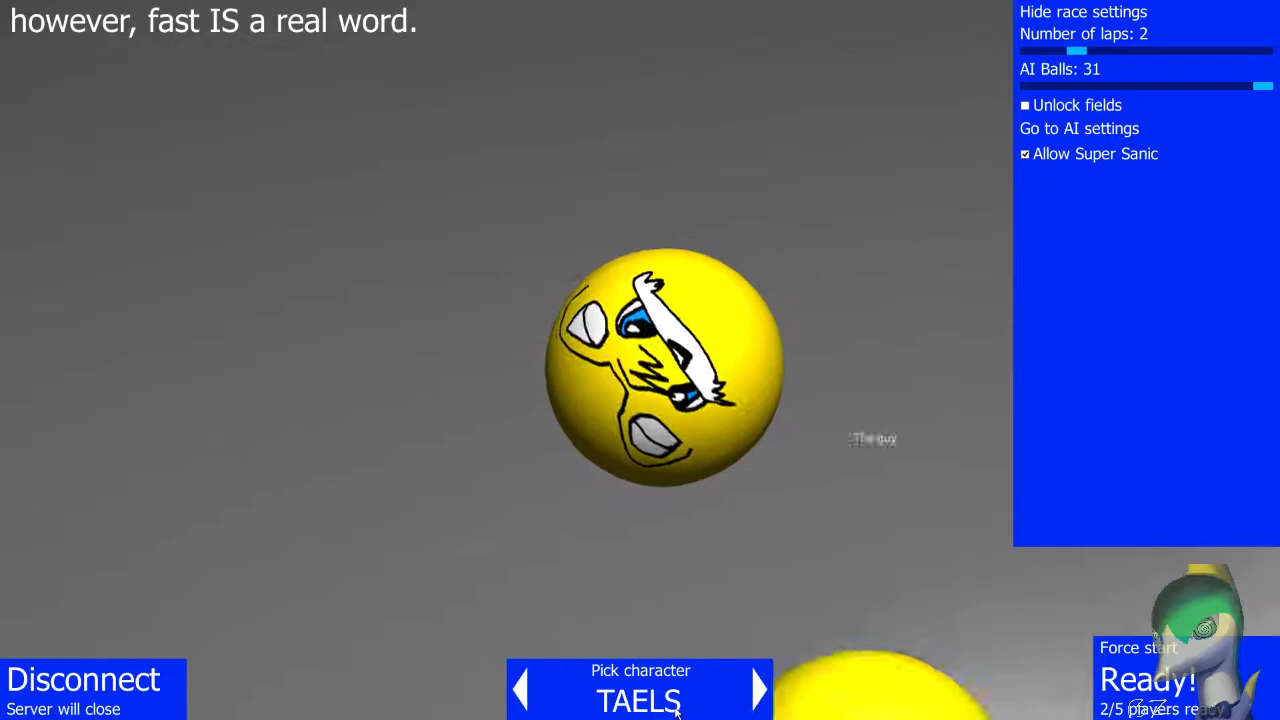 however, fast IS a real word.
Hide race settings
Number of laps: 2
AI Balls: 31
Unlock fields
Go to AI settings
Allow Super Sanic
guy
Disconnect
Server will close
Pick character
TAELS
Force start
Ready!
2/5 players ready